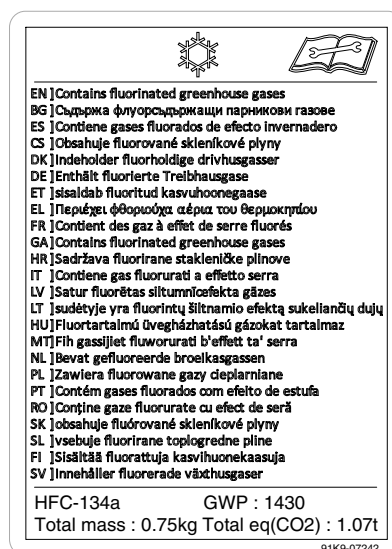 EN ]Contains fluorinated greenhouse gases
BG ]Съдържа флуорсъдържащи парникови газове
ES ]Contiene gases fluorados de efecto invernadero
CS ]Obsahuje fluorované skleníkové plyny
DK ]Indeholder fluorholdige drivhusgasser
DE ]Enthält fluorierte Treibhausgase
ET ]sisaldab fluoritud kasvuhoonegaase
EL ]Περιέχει φθοριούχα αέρια του θερμοκηπίου
FR ]Contient des gaz à effet de serre fluorés
GA]Contains fluorinated greenhouse gases
HR]Sadržava fluorirane stakleničke plinove
IT ]Contiene gas fluorurati a effetto serra
LV ]Satur fluorētas siltumnīcefekta gāzes
LT ]sudėtyje yra fluorintų šiltnamio efektą sukeliančių dujų
HU]Fluortartalmú üvegházhatású gázokat tartalmaz
MT]Fih gassijiet fluworurati b'effett ta' serra
NL ]Bevat gefluoreerde broeikasgassen
PL ]Zawiera fluorowane gazy cieplarniane
PT ]Contém gases fluorados com efeito de estufa
RO ]Conține gaze fluorurate cu efect de seră
SK ]obsahuje fluórované skleníkové plyny
SL ]vsebuje fluorirane toplogredne pline
FI ]Sisältää fluorattuja kasvihuonekaasuja
SV ]Innehåller fluorerade växthusgaser
HFC-134a GWP : 1430
Total mass : 0.75kg Total eq(CO2) : 1.07t
91K9-07242